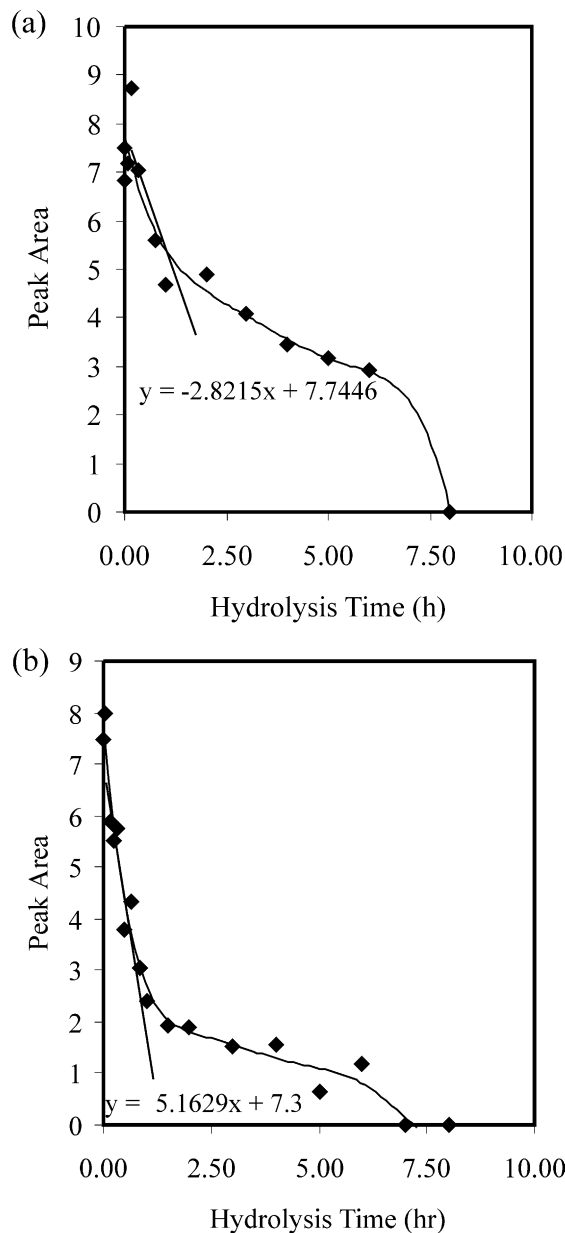 (a)
10
9
8
7
6
5
4
3
2
1
0
Peak Area
y = -2.8215x + 7.7446
0.00 2.50 5.00 7.50 10.00
Hydrolysis Time (h)
(b)
9
8
7
6
5
4
3
2
1
0
Peak Area
y = 5.1629x + 7.3
0.00 2.50 5.00 7.50 10.00
Hydrolysis Time (hr)